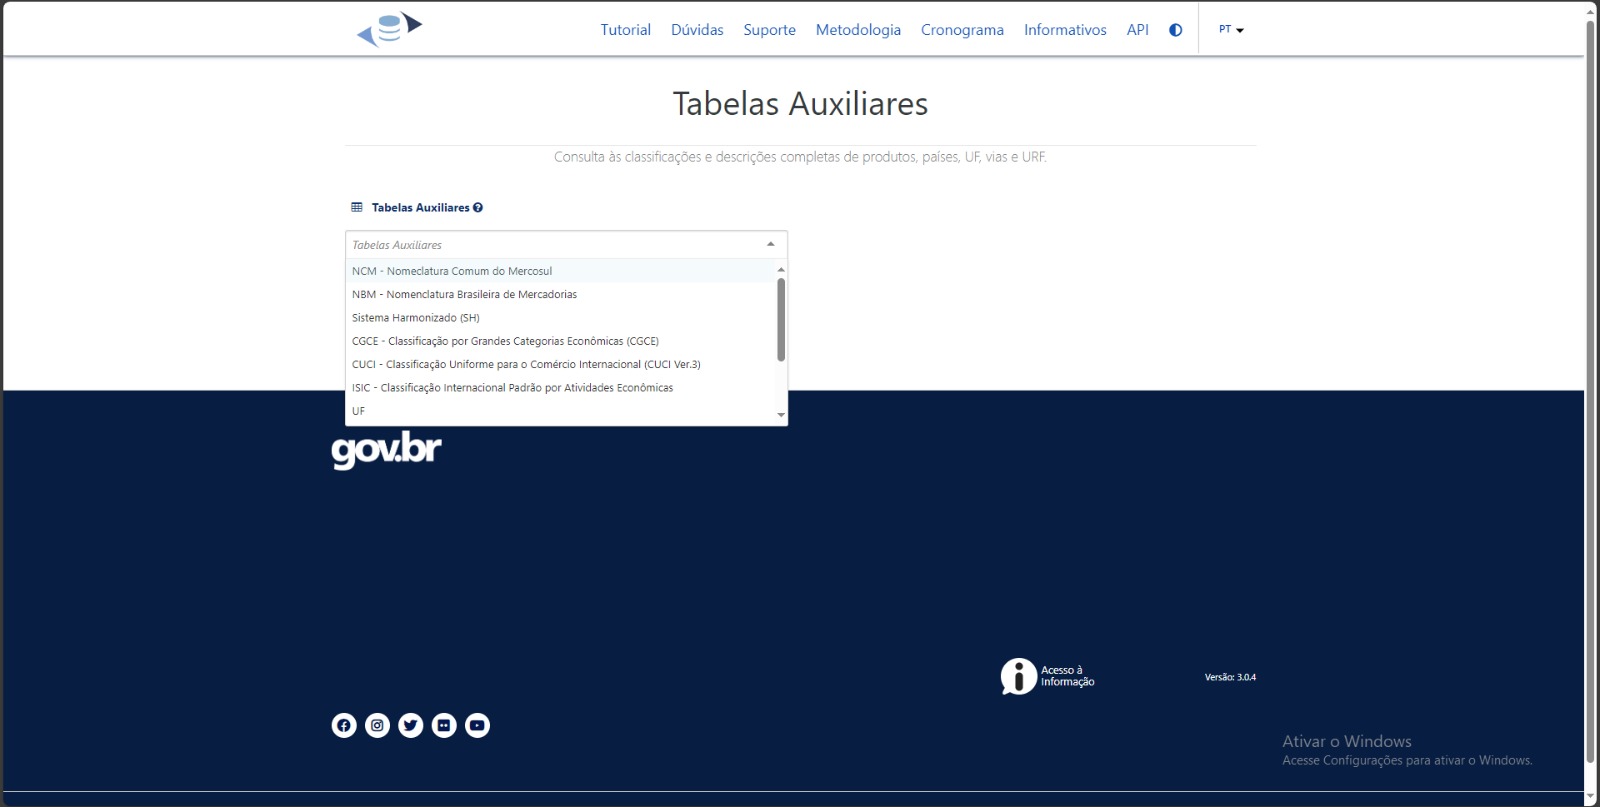 Tutorial Dúvidas Suporte Metodologia Cronograma Informativos API PT
Tabelas Auxiliares
Consulta às classificações e descrições completas de produtos, países, UF, vias e URF.
Tabelas Auxiliares
Tabelas Auxiliares
NCM - Nomeclatura Comum do Mercosul
NBM - Nomenclatura Brasileira de Mercadorias
Sistema Harmonizado (SH)
CGCE - Classificação por Grandes Categorias Econômicas (CGCE)
CUCI - Classificação Uniforme para o Comércio Internacional (CUCI Ver.3)
ISIC - Classificação Internacional Padrão por Atividades Econômicas
UF
gov.br
Acesso à
Informação
Versão: 3.0.4
Ativar o Windows
Acesse Configurações para ativar o Windows.